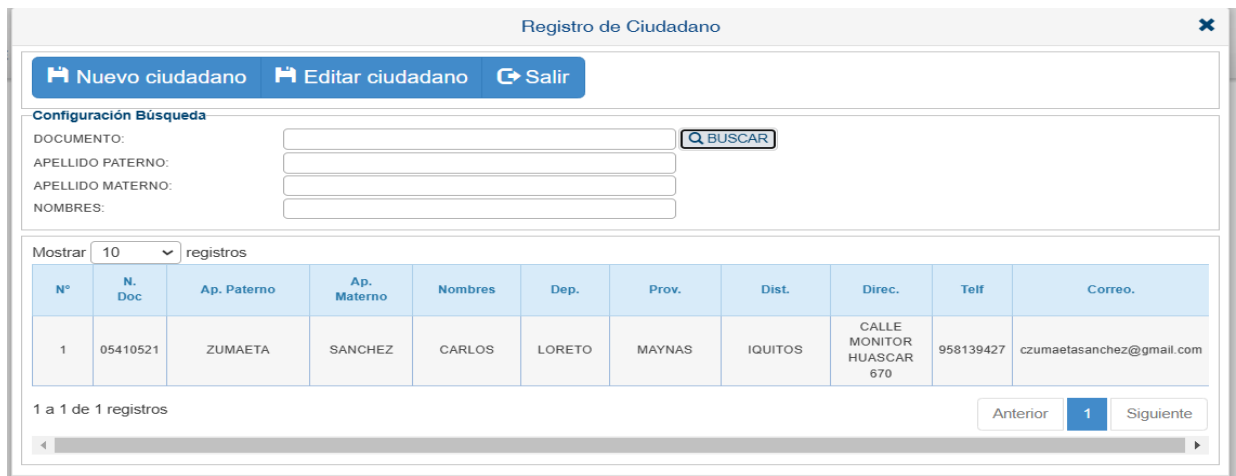 Registro de Ciudadano
Nuevo ciudadano Editar ciudadano Salir
Configuración Búsqueda
DOCUMENTO: BUSCAR
APELLIDO PATERNO:
APELLIDO MATERNO:
NOMBRES:
Mostrar 10 registros
N° N. Doc Ap. Paterno Ap. Materno Nombres Dep. Prov. Dist. Direc. Telf Correo.
1 05410521 ZUMAETA SANCHEZ CARLOS LORETO MAYNAS IQUITOS CALLE MONITOR HUASCAR 670 958139427 czumaetasanchez@gmail.com
1 a 1 de 1 registros
Anterior 1 Siguiente